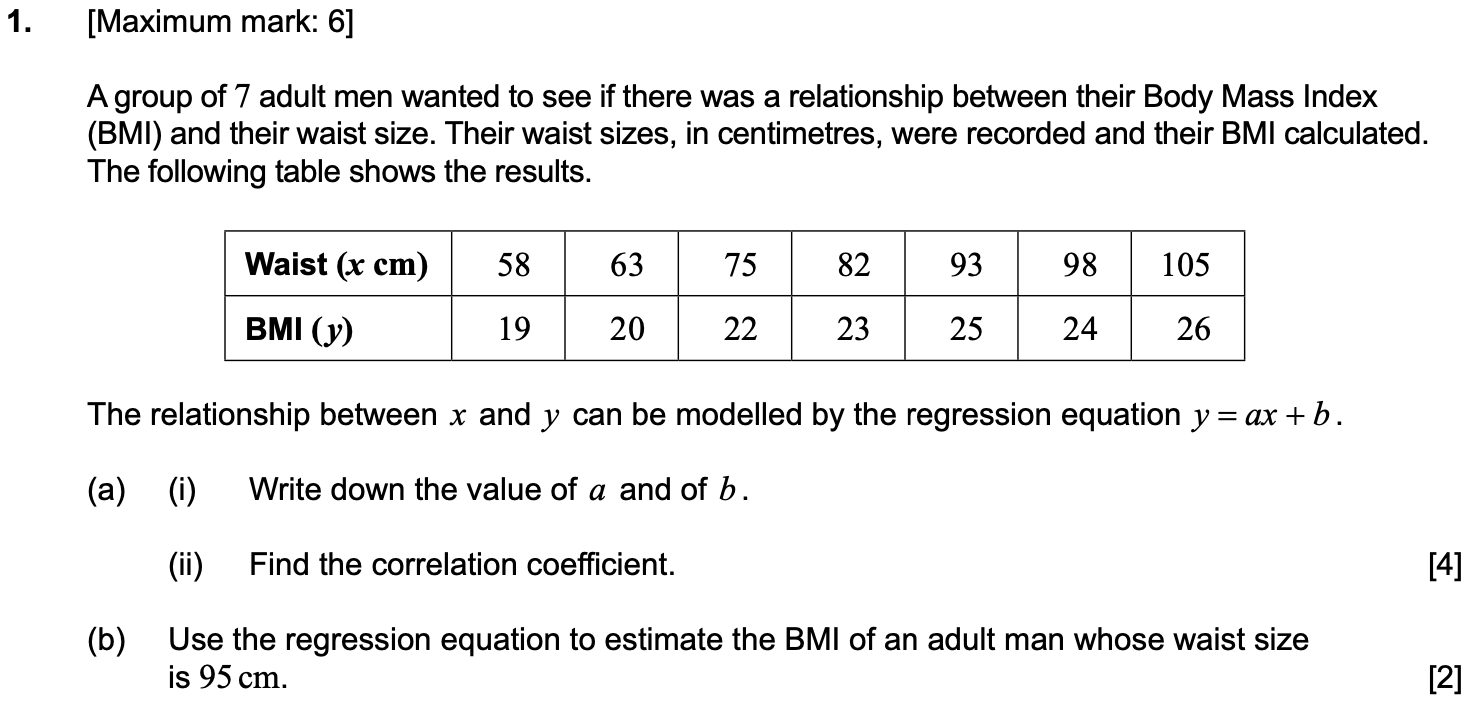 1. [Maximum mark: 6]
A group of 7 adult men wanted to see if there was a relationship between their Body Mass Index
(BMI) and their waist size. Their waist sizes, in centimetres, were recorded and their BMI calculated.
The following table shows the results.
Waist (x cm) 58 63 75 82 93 98 105
BMI (y) 19 20 22 23 25 24 26
The relationship between x and y can be modelled by the regression equation y = ax + b.
(a) (i) Write down the value of a and of b.
(ii) Find the correlation coefficient. [4]
(b) Use the regression equation to estimate the BMI of an adult man whose waist size
is 95 cm. [2]